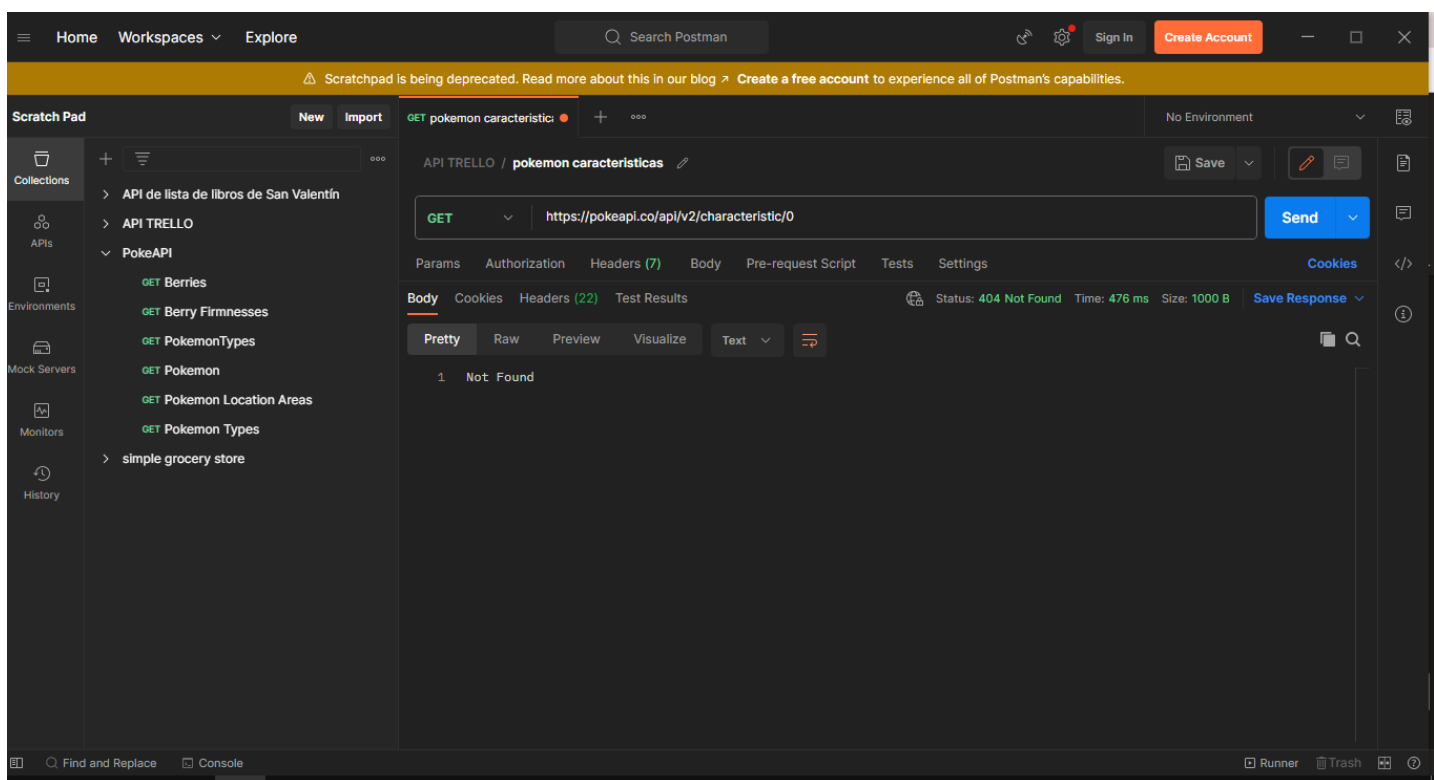 Home Workspaces Explore Search Postman Sign In Create Account
Scratchpad is being deprecated. Read more about this in our blog ↗ Create a free account to experience all of Postman's capabilities.
Scratch Pad New Import GET pokemon caracteristic No Environment
Collections
APIs
Environments
Mock Servers
Monitors
History
API de lista de libros de San Valentín
API TRELLO
PokeAPI
GET Berries
GET Berry Firmnesses
GET PokemonTypes
GET Pokemon
GET Pokemon Location Areas
GET Pokemon Types
simple grocery store
API TRELLO / pokemon caracteristicas Save
GET https://pokeapi.co/api/v2/characteristic/0 Send
Params Authorization Headers (7) Body Pre-request Script Tests Settings Cookies
Body Cookies Headers (22) Test Results Status: 404 Not Found Time: 476 ms Size: 1000 B Save Response
Pretty Raw Preview Visualize Text
1 Not Found
Find and Replace Console Runner Trash